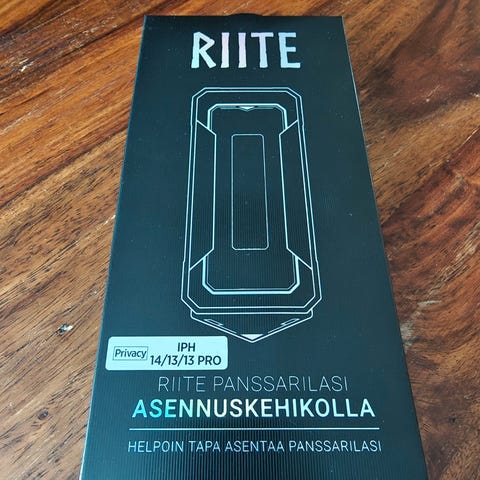 RIITE
Privacy
IPH
14/13/13 PRO
RIITE PANSSARILASI
ASENNUSKEHIKOLLA
HELPOIN TAPA ASENTAA PANSSARILASI